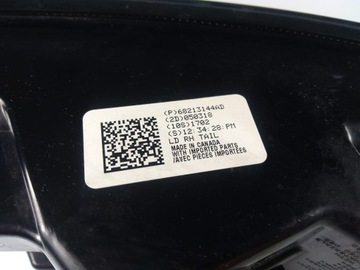 (P)68213144AD
(2D)050318
(10S)1702
(S)12:34:28:PM
LD RH TAIL
MADE IN CANADA
WITH IMPORTED PARTS
/AVEC PIECES IMPORTEES